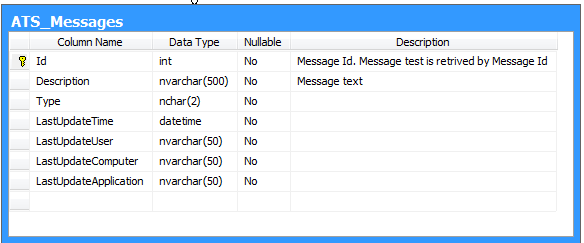 ATS_Messages
Column Name Data Type Nullable Description
Id int No Message Id. Message test is retrived by Message Id
Description nvarchar(500) No Message text
Type nchar(2) No
LastUpdateTime datetime No
LastUpdateUser nvarchar(50) No
LastUpdateComputer nvarchar(50) No
LastUpdateApplication nvarchar(50) No